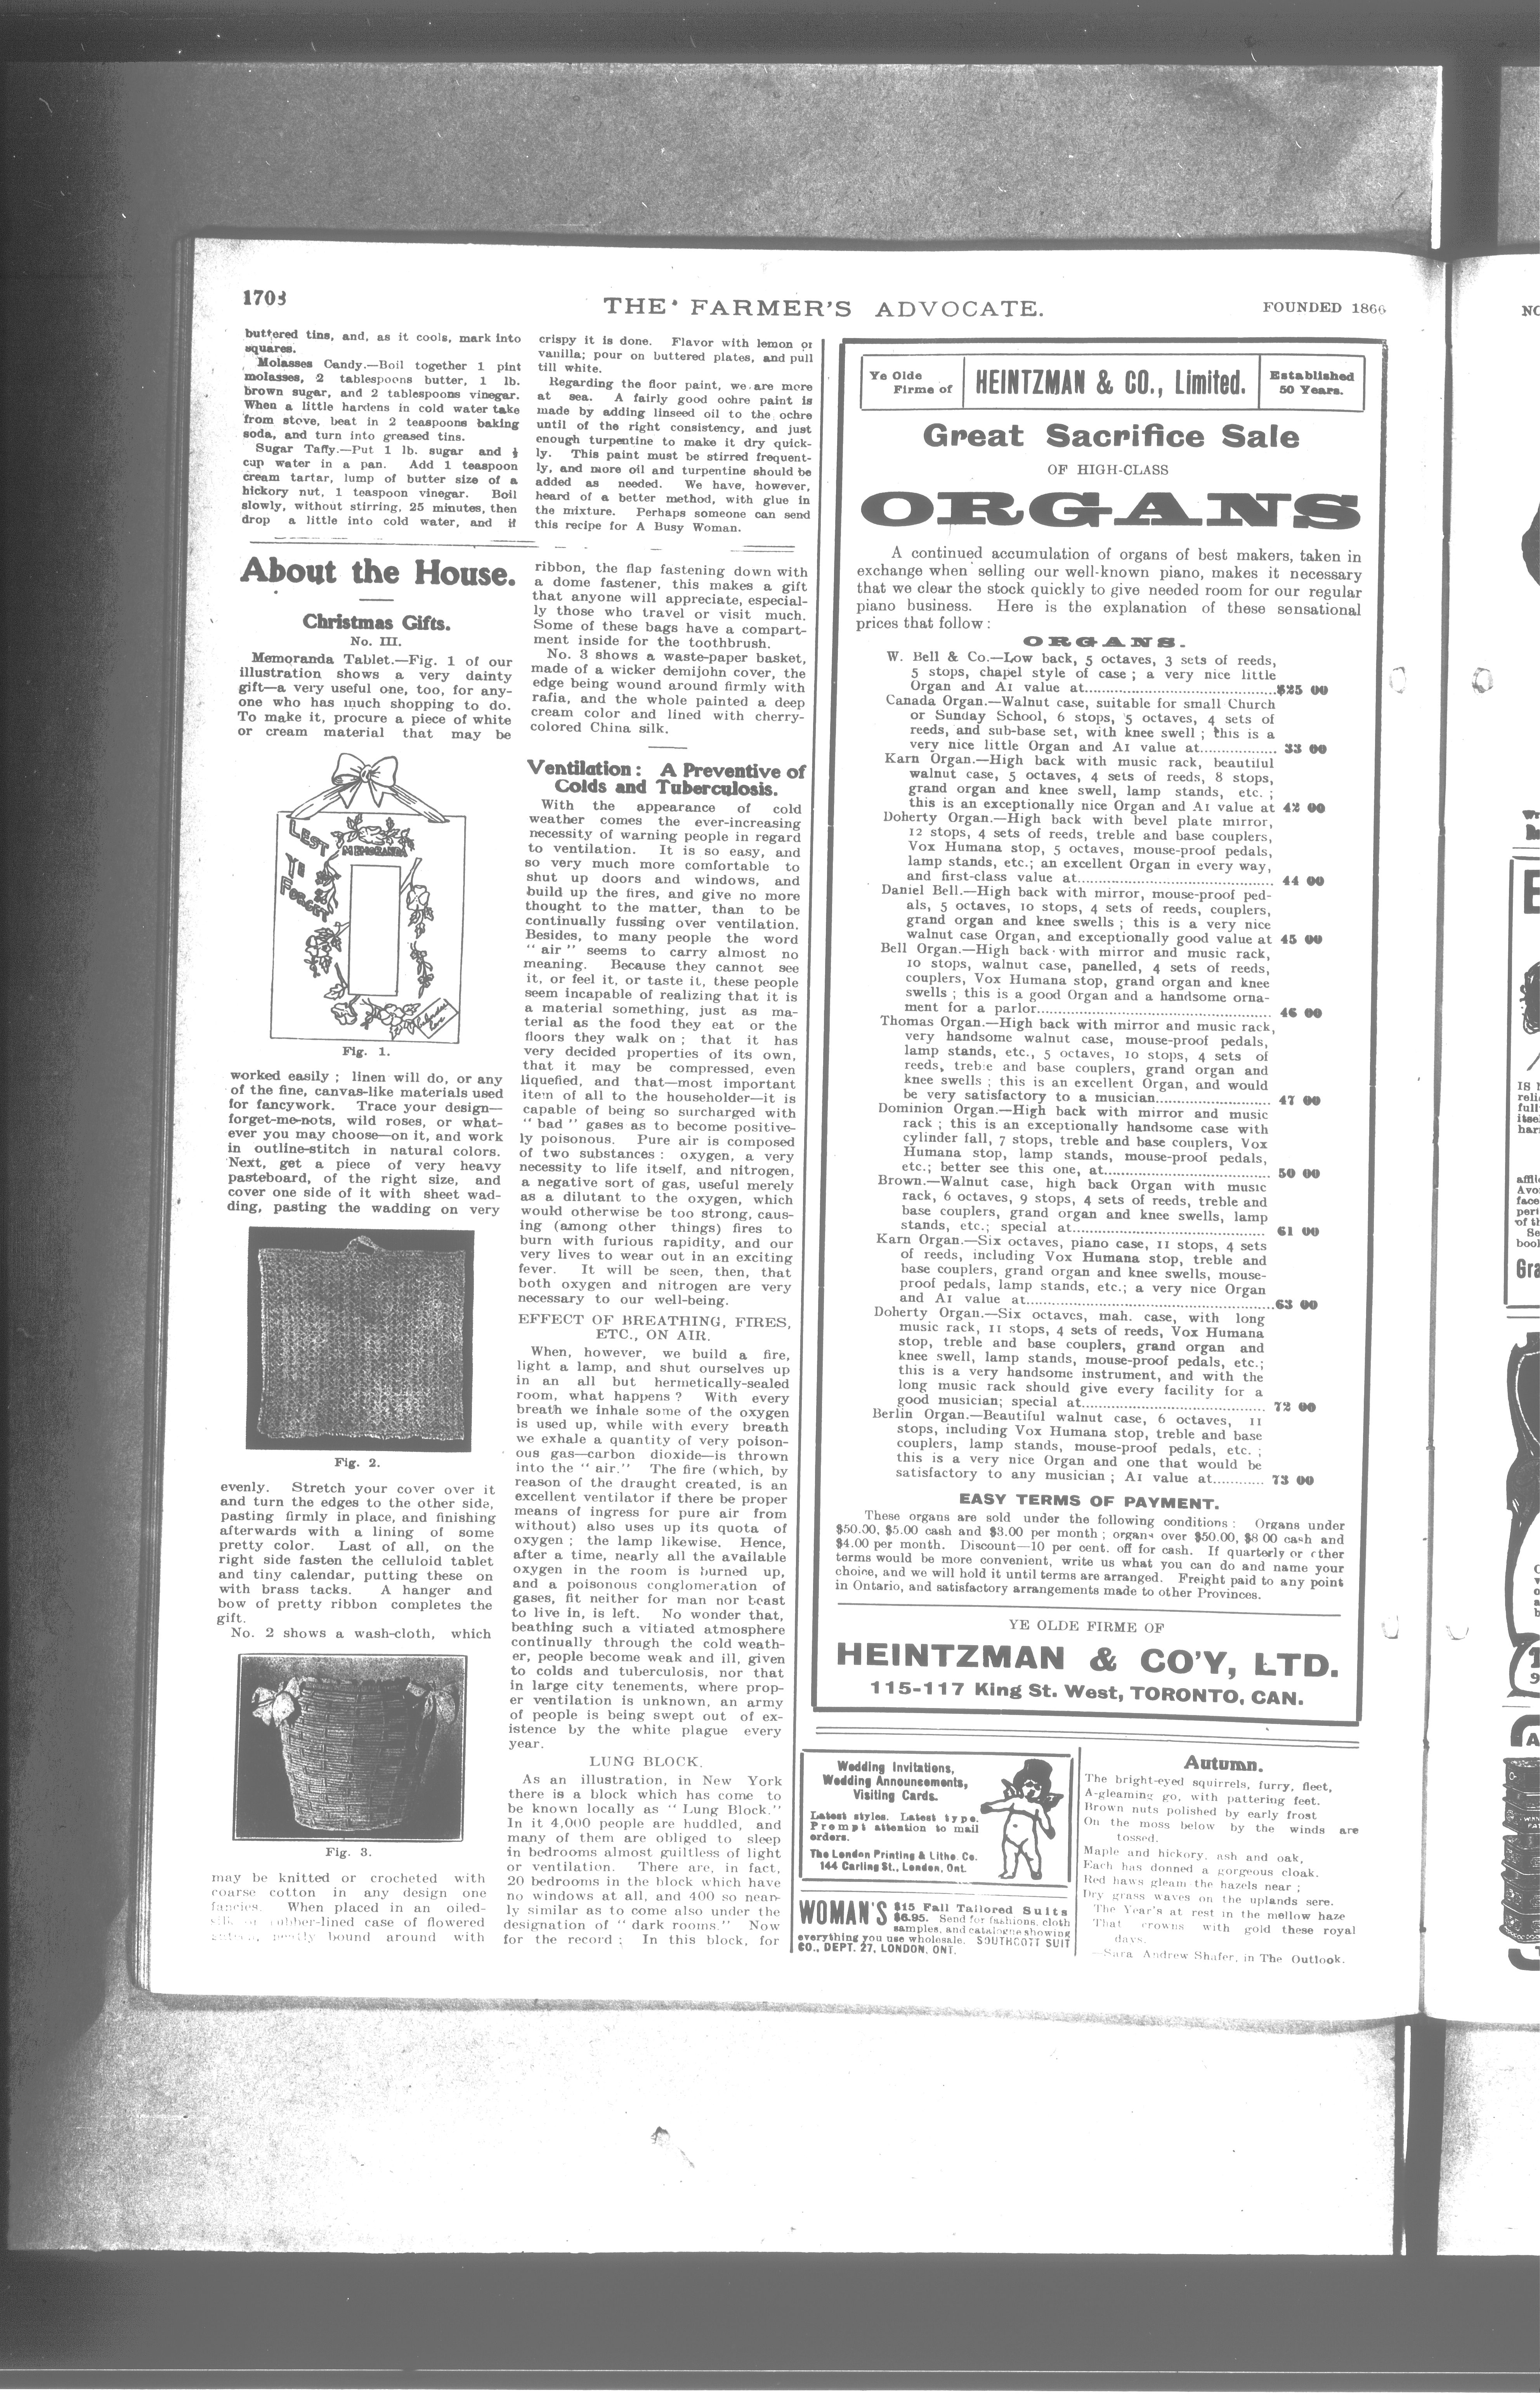 1703
THE FARMER'S ADVOCATE.
FOUNDED 1866
buttered tins, and, as it cools, mark into
squares.
Molasses Candy.—Boil together 1 pint
molasses, 2 tablespoons butter, 1 lb.
brown sugar, and 2 tablespoons vinegar.
When a little hardens in cold water take
from stove, beat in 2 teaspoons baking
soda, and turn into greased tins.
Sugar Taffy.—Put 1 lb. sugar and ½
cup water in a pan. Add 1 teaspoon
cream tartar, lump of butter size of a
hickory nut, 1 teaspoon vinegar. Boil
slowly, without stirring, 25 minutes, then
drop a little into cold water, and if
crispy it is done. Flavor with lemon or
vanilla; pour on buttered plates, and pull
till white.
Regarding the floor paint, we are more
at sea. A fairly good ochre paint is
made by adding linseed oil to the ochre
until of the right consistency, and just
enough turpentine to make it dry quick-
ly. This paint must be stirred frequent-
ly, and more oil and turpentine should be
added as needed. We have, however,
heard of a better method, with glue in
the mixture. Perhaps someone can send
this recipe for A Busy Woman.
About the House.
Christmas Gifts.
No. III.
Memoranda Tablet.—Fig. 1 of our
illustration shows a very dainty
gift—a very useful one, too, for any-
one who has much shopping to do.
To make it, procure a piece of white
or cream material that may be
LEST
YE
FORGET
MEMORANDA
Calendar
Fig. 1.
worked easily ; linen will do, or any
of the fine, canvas-like materials used
for fancywork. Trace your design—
forget-me-nots, wild roses, or what-
ever you may choose—on it, and work
in outline-stitch in natural colors.
Next, get a piece of very heavy
pasteboard, of the right size, and
cover one side of it with sheet wad-
ding, pasting the wadding on very
Fig. 2.
evenly. Stretch your cover over it
and turn the edges to the other side,
pasting firmly in place, and finishing
afterwards with a lining of some
pretty color. Last of all, on the
right side fasten the celluloid tablet
and tiny calendar, putting these on
with brass tacks. A hanger and
bow of pretty ribbon completes the
gift.
No. 2 shows a wash-cloth, which
Fig. 3.
may be knitted or crocheted with
coarse cotton in any design one
fancies. When placed in an oiled-
silk or rubber-lined case of flowered
sateen, neatly bound around with
ribbon, the flap fastening down with
a dome fastener, this makes a gift
that anyone will appreciate, especial-
ly those who travel or visit much.
Some of these bags have a compart-
ment inside for the toothbrush.
No. 3 shows a waste-paper basket,
made of a wicker demijohn cover, the
edge being wound around firmly with
rafia, and the whole painted a deep
cream color and lined with cherry-
colored China silk.
Ventilation : A Preventive of
Colds and Tuberculosis.
With the appearance of cold
weather comes the ever-increasing
necessity of warning people in regard
to ventilation. It is so easy, and
so very much more comfortable to
shut up doors and windows, and
build up the fires, and give no more
thought to the matter, than to be
continually fussing over ventilation.
Besides, to many people the word
" air " seems to carry almost no
meaning. Because they cannot see
it, or feel it, or taste it, these people
seem incapable of realizing that it is
a material something, just as ma-
terial as the food they eat or the
floors they walk on ; that it has
very decided properties of its own,
that it may be compressed, even
liquefied, and that—most important
item of all to the householder—it is
capable of being so surcharged with
" bad " gases as to become positive-
ly poisonous. Pure air is composed
of two substances : oxygen, a very
necessity to life itself, and nitrogen,
a negative sort of gas, useful merely
as a dilutant to the oxygen, which
would otherwise be too strong, caus-
ing (among other things) fires to
burn with furious rapidity, and our
very lives to wear out in an exciting
fever. It will be seen, then, that
both oxygen and nitrogen are very
necessary to our well-being.
EFFECT OF BREATHING, FIRES,
ETC., ON AIR.
When, however, we build a fire,
light a lamp, and shut ourselves up
in an all but hermetically-sealed
room, what happens ? With every
breath we inhale some of the oxygen
is used up, while with every breath
we exhale a quantity of very poison-
ous gas—carbon dioxide—is thrown
into the " air." The fire (which, by
reason of the draught created, is an
excellent ventilator if there be proper
means of ingress for pure air from
without) also uses up its quota of
oxygen ; the lamp likewise. Hence,
after a time, nearly all the available
oxygen in the room is burned up,
and a poisonous conglomeration of
gases, fit neither for man nor beast
to live in, is left. No wonder that,
beathing such a vitiated atmosphere
continually through the cold weath-
er, people become weak and ill, given
to colds and tuberculosis, nor that
in large city tenements, where prop-
er ventilation is unknown, an army
of people is being swept out of ex-
istence by the white plague every
year.
LUNG BLOCK.
As an illustration, in New York
there is a block which has come to
be known locally as " Lung Block."
In it 4,000 people are huddled, and
many of them are obliged to sleep
in bedrooms almost guiltless of light
or ventilation. There are, in fact,
20 bedrooms in the block which have
no windows at all, and 400 so near-
ly similar as to come also under the
designation of " dark rooms." Now
for the record ; In this block, for
Ye Olde
Firme of
HEINTZMAN & CO., Limited.
Established
50 Years.
Great Sacrifice Sale
OF HIGH-CLASS
ORGANS
A continued accumulation of organs of best makers, taken in
exchange when selling our well-known piano, makes it necessary
that we clear the stock quickly to give needed room for our regular
piano business. Here is the explanation of these sensational
prices that follow :
ORGANS.
W. Bell & Co.—Low back, 5 octaves, 3 sets of reeds,
5 stops, chapel style of case ; a very nice little
Organ and A1 value at........ $25 00
Canada Organ.—Walnut case, suitable for small Church
or Sunday School, 6 stops, 5 octaves, 4 sets of
reeds, and sub-base set, with knee swell ; this is a
very nice little Organ and A1 value at........ 33 00
Karn Organ.—High back with music rack, beautiful
walnut case, 5 octaves, 4 sets of reeds, 8 stops,
grand organ and knee swell, lamp stands, etc. ;
this is an exceptionally nice Organ and A1 value at 42 00
Doherty Organ.—High back with bevel plate mirror,
12 stops, 4 sets of reeds, treble and base couplers,
Vox Humana stop, 5 octaves, mouse-proof pedals,
lamp stands, etc.; an excellent Organ in every way,
and first-class value at........ 44 00
Daniel Bell.—High back with mirror, mouse-proof ped-
als, 5 octaves, 10 stops, 4 sets of reeds, couplers,
grand organ and knee swells ; this is a very nice
walnut case Organ, and exceptionally good value at 45 00
Bell Organ.—High back with mirror and music rack,
10 stops, walnut case, panelled, 4 sets of reeds,
couplers, Vox Humana stop, grand organ and knee
swells ; this is a good Organ and a handsome orna-
ment for a parlor........ 46 00
Thomas Organ.—High back with mirror and music rack,
very handsome walnut case, mouse-proof pedals,
lamp stands, etc., 5 octaves, 10 stops, 4 sets of
reeds, treble and base couplers, grand organ and
knee swells ; this is an excellent Organ, and would
be very satisfactory to a musician........ 47 00
Dominion Organ.—High back with mirror and music
rack ; this is an exceptionally handsome case with
cylinder fall, 7 stops, treble and base couplers, Vox
Humana stop, lamp stands, mouse-proof pedals,
etc.; better see this one, at........ 50 00
Brown.—Walnut case, high back Organ with music
rack, 6 octaves, 9 stops, 4 sets of reeds, treble and
base couplers, grand organ and knee swells, lamp
stands, etc.; special at........ 61 00
Karn Organ.—Six octaves, piano case, 11 stops, 4 sets
of reeds, including Vox Humana stop, treble and
base couplers, grand organ and knee swells, mouse-
proof pedals, lamp stands, etc.; a very nice Organ
and A1 value at........ 63 00
Doherty Organ.—Six octaves, mah. case, with long
music rack, 11 stops, 4 sets of reeds, Vox Humana
stop, treble and base couplers, grand organ and
knee swell, lamp stands, mouse-proof pedals, etc.;
this is a very handsome instrument, and with the
long music rack should give every facility for a
good musician; special at........ 72 00
Berlin Organ.—Beautiful walnut case, 6 octaves, 11
stops, including Vox Humana stop, treble and base
couplers, lamp stands, mouse-proof pedals, etc. ;
this is a very nice Organ and one that would be
satisfactory to any musician ; A1 value at........ 73 00
EASY TERMS OF PAYMENT.
These organs are sold under the following conditions : Organs under
$50.00, $5.00 cash and $3.00 per month ; organs over $50.00, $8 00 cash and
$4.00 per month. Discount—10 per cent. off for cash. If quarterly or other
terms would be more convenient, write us what you can do and name your
choice, and we will hold it until terms are arranged. Freight paid to any point
in Ontario, and satisfactory arrangements made to other Provinces.
YE OLDE FIRME OF
HEINTZMAN & CO'Y, LTD.
115-117 King St. West, TORONTO, CAN.
Wedding Invitations,
Wedding Announcements,
Visiting Cards.
Latest styles. Latest type.
Prompt attention to mail
orders.
The London Printing & Litho. Co.
144 Carling St., London, Ont.
WOMAN'S $15 Fall Tailored Suits
$6.95. Send for fashions, cloth
samples, and catalogue showing
everything you use wholesale. SOUTHCOTT SUIT
CO., DEPT. 27, LONDON, ONT.
Autumn.
The bright-eyed squirrels, furry, fleet,
A-gleaming go, with pattering feet.
Brown nuts polished by early frost
On the moss below by the winds are
tossed.
Maple and hickory, ash and oak,
Each has donned a gorgeous cloak.
Red haws gleam the hazels near ;
Dry grass waves on the uplands sere.
The Year's at rest in the mellow haze
That crowns with gold these royal
days.
—Sara Andrew Shafer, in The Outlook.